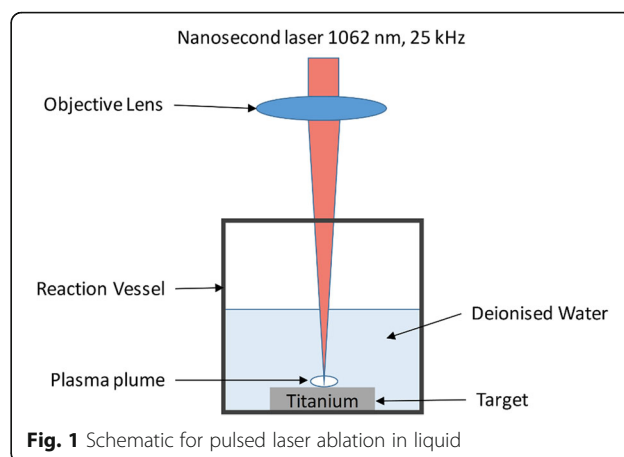 Nanosecond laser 1062 nm, 25 kHz
Objective Lens
Reaction Vessel
Deionised Water
Plasma plume
Titanium
Target
Fig. 1 Schematic for pulsed laser ablation in liquid